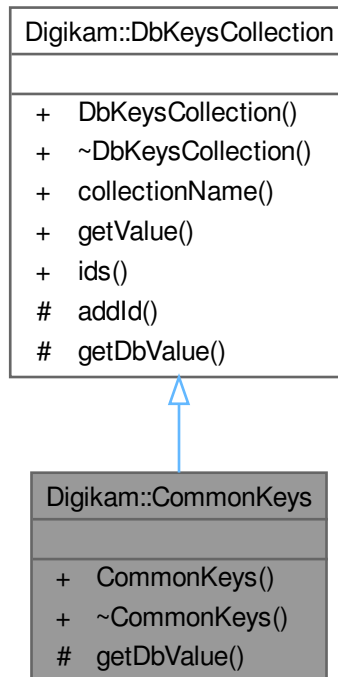 Digikam::DbKeysCollection
+ DbKeysCollection()
+ ~DbKeysCollection()
+ collectionName()
+ getValue()
+ ids()
# addId()
# getDbValue()
Digikam::CommonKeys
+ CommonKeys()
+ ~CommonKeys()
# getDbValue()